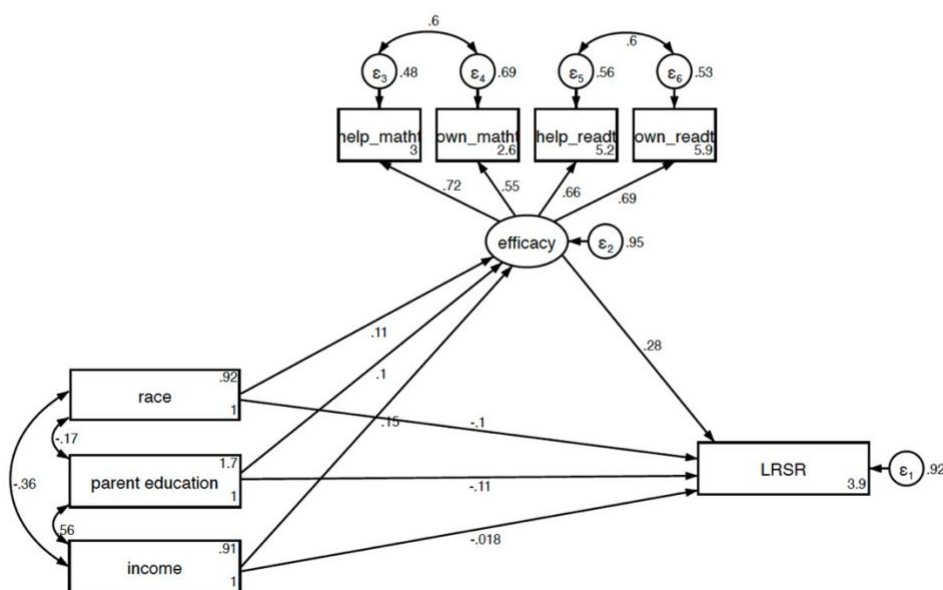 .6
.6
ε3 .48
ε4 .69
ε5 .56
ε6 .53
help_matht
3
own_matht
2.6
help_readt
5.2
own_readt
5.9
.72
.55
.66
.69
efficacy
ε2 .95
.11
.1
.15
.28
.92
race
1
-.1
-.17
-.36
1.7
parent education
1
-.11
.56
.91
income
1
-.018
LRSR
3.9
ε1 .92